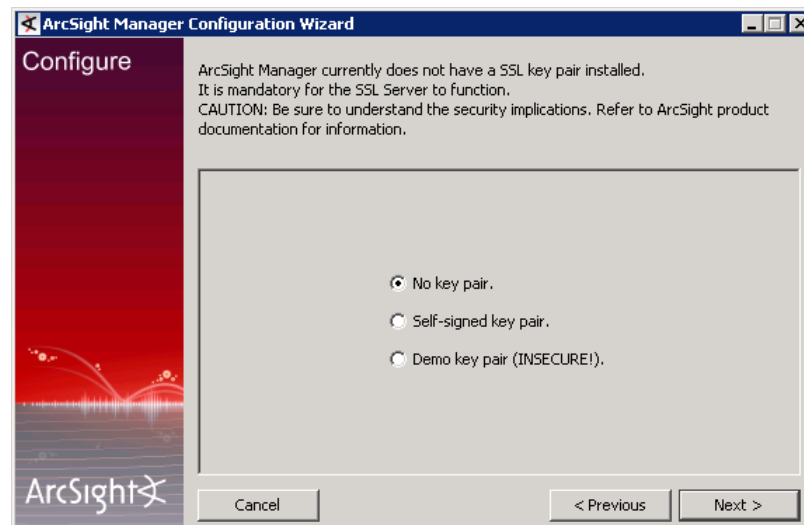 ArcSight Manager Configuration Wizard
Configure
ArcSight Manager currently does not have a SSL key pair installed.
It is mandatory for the SSL Server to function.
CAUTION: Be sure to understand the security implications. Refer to ArcSight product
documentation for information.
No key pair.
Self-signed key pair.
Demo key pair (INSECURE!).
ArcSight
Cancel
< Previous
Next >